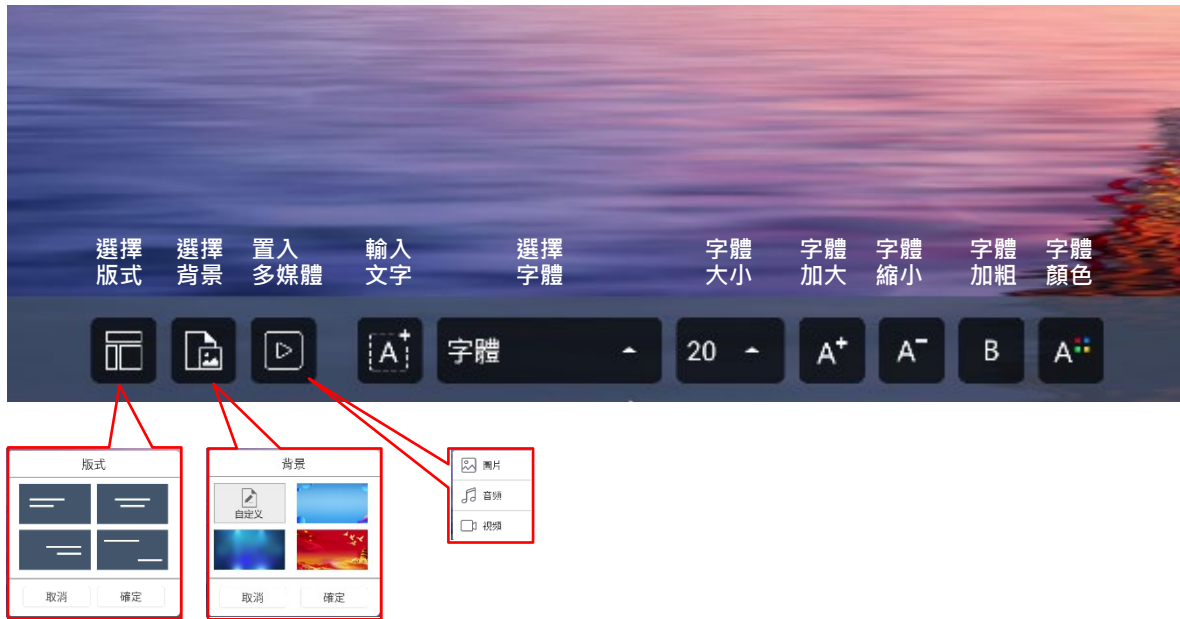 選擇
版式
選擇
背景
置入
多媒體
輸入
文字
選擇
字體
字體
大小
字體
加大
字體
縮小
字體
加粗
字體
顏色
A+
字體
20
A+
A-
B
A
版式
取消
確定
背景
自定义
取消
確定
圖片
音頻
視頻